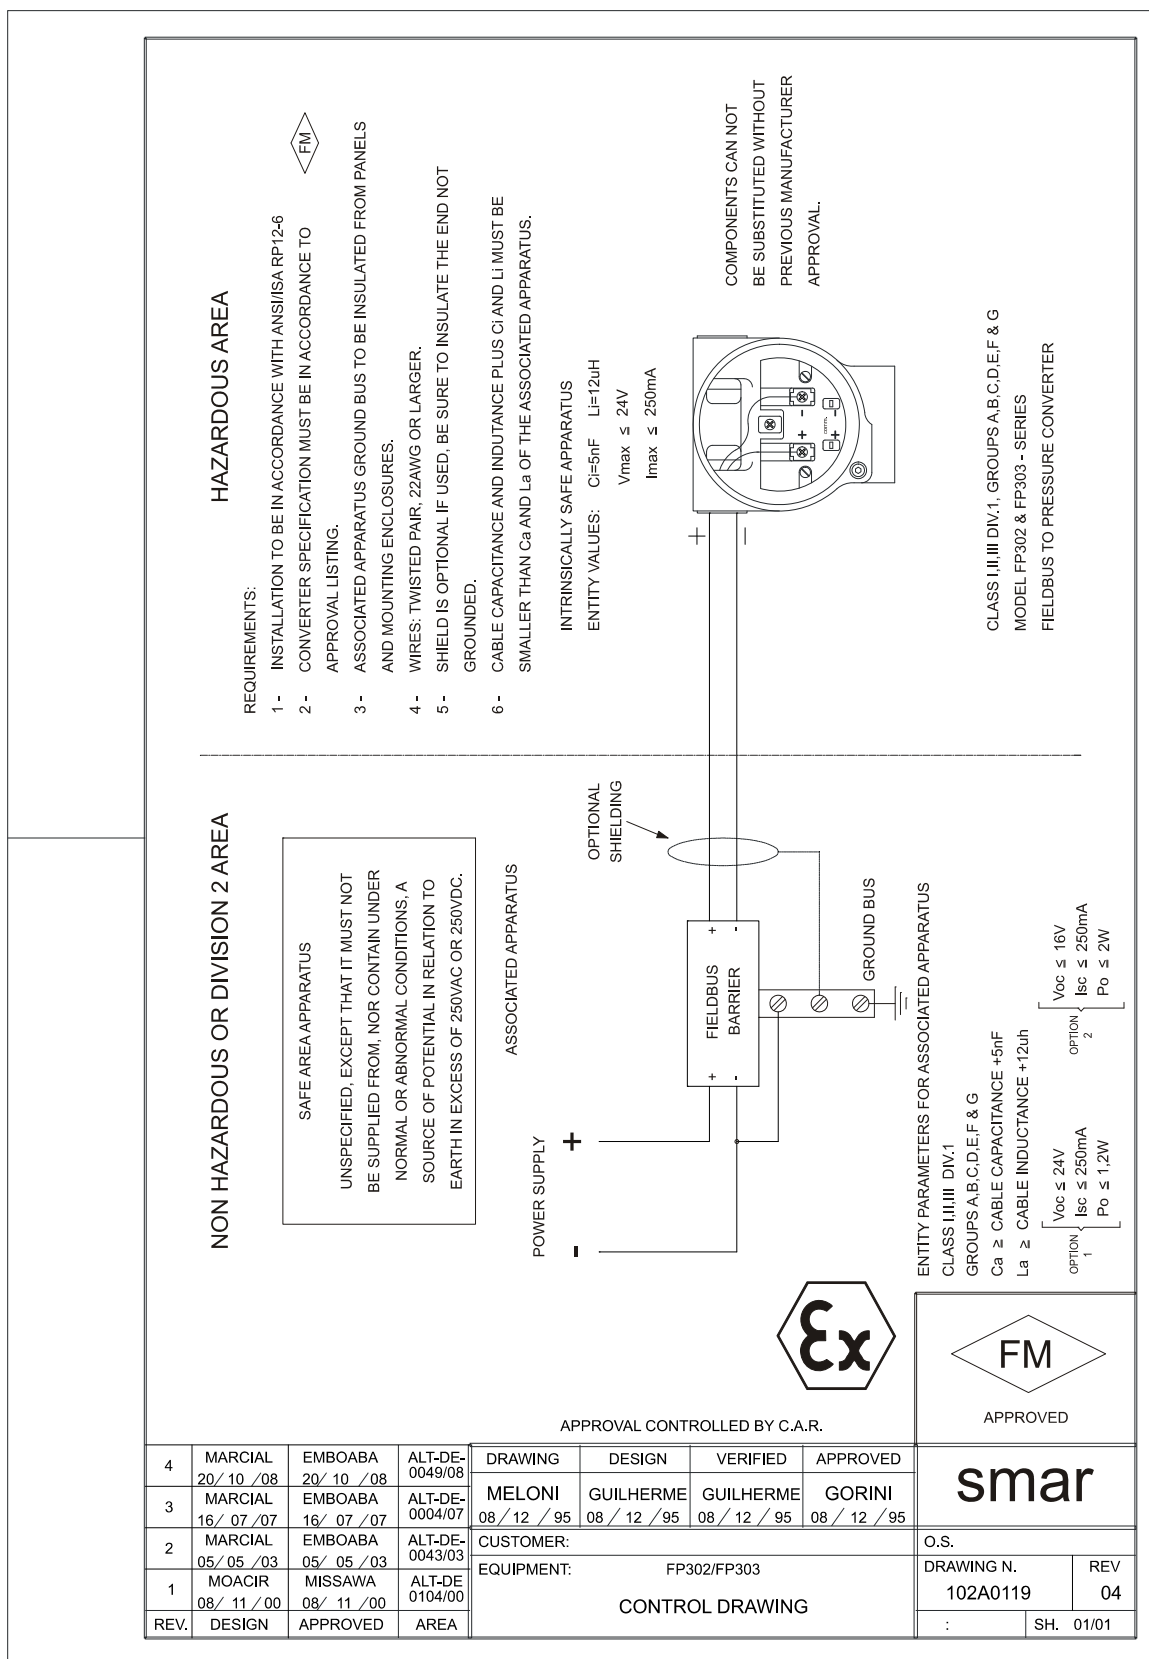 HAZARDOUS AREA
REQUIREMENTS:
1 - INSTALLATION TO BE IN ACCORDANCE WITH ANSI/ISA RP12-6
2 - CONVERTER SPECIFICATION MUST BE IN ACCORDANCE TO
APPROVAL LISTING.
FM
3 - ASSOCIATED APPARATUS GROUND BUS TO BE INSULATED FROM PANELS
AND MOUNTING ENCLOSURES.
4 - WIRES: TWISTED PAIR, 22AWG OR LARGER.
5 - SHIELD IS OPTIONAL IF USED, BE SURE TO INSULATE THE END NOT
GROUNDED.
6 - CABLE CAPACITANCE AND INDUTANCE PLUS Ci AND Li MUST BE
SMALLER THAN Ca AND La OF THE ASSOCIATED APPARATUS.
INTRINSICALLY SAFE APPARATUS
ENTITY VALUES: Ci=5nF Li=12uH
Vmax ≤ 24V
Imax ≤ 250mA
COMPONENTS CAN NOT
BE SUBSTITUTED WITHOUT
PREVIOUS MANUFACTURER
APPROVAL.
+
-
+ -
+ -
CLASS I,II,III DIV.1, GROUPS A,B,C,D,E,F & G
MODEL FP302 & FP303 - SERIES
FIELDBUS TO PRESSURE CONVERTER
NON HAZARDOUS OR DIVISION 2 AREA
SAFE AREA APPARATUS
UNSPECIFIED, EXCEPT THAT IT MUST NOT
BE SUPPLIED FROM, NOR CONTAIN UNDER
NORMAL OR ABNORMAL CONDITIONS, A
SOURCE OF POTENTIAL IN RELATION TO
EARTH IN EXCESS OF 250VAC OR 250VDC.
ASSOCIATED APPARATUS
POWER SUPPLY
- +
OPTIONAL
SHIELDING
+ +
FIELDBUS
BARRIER
- -
GROUND BUS
ENTITY PARAMETERS FOR ASSOCIATED APPARATUS
CLASS I,II,III DIV.1
GROUPS A,B,C,D,E,F & G
Ca ≥ CABLE CAPACITANCE +5nF
La ≥ CABLE INDUCTANCE +12uh
OPTION
1
Voc ≤ 24V
Isc ≤ 250mA
Po ≤ 1,2W
OPTION
2
Voc ≤ 16V
Isc ≤ 250mA
Po ≤ 2W
Ex
FM
APPROVED
APPROVAL CONTROLLED BY C.A.R.
4 MARCIAL 20/ 10 /08 EMBOABA 20/ 10 /08 ALT-DE-0049/08
3 MARCIAL 16/ 07 /07 EMBOABA 16/ 07 /07 ALT-DE-0004/07
2 MARCIAL 05/ 05 /03 EMBOABA 05/ 05 /03 ALT-DE-0043/03
1 MOACIR 08/ 11 /00 MISSAWA 08/ 11 /00 ALT-DE 0104/00
REV. DESIGN APPROVED AREA
DRAWING DESIGN VERIFIED APPROVED
MELONI GUILHERME GUILHERME GORINI
08 / 12 / 95 08 / 12 / 95 08 / 12 / 95 08 / 12 / 95
CUSTOMER:
EQUIPMENT: FP302/FP303
CONTROL DRAWING
smar
O.S.
DRAWING N. REV
102A0119 04
: SH. 01/01